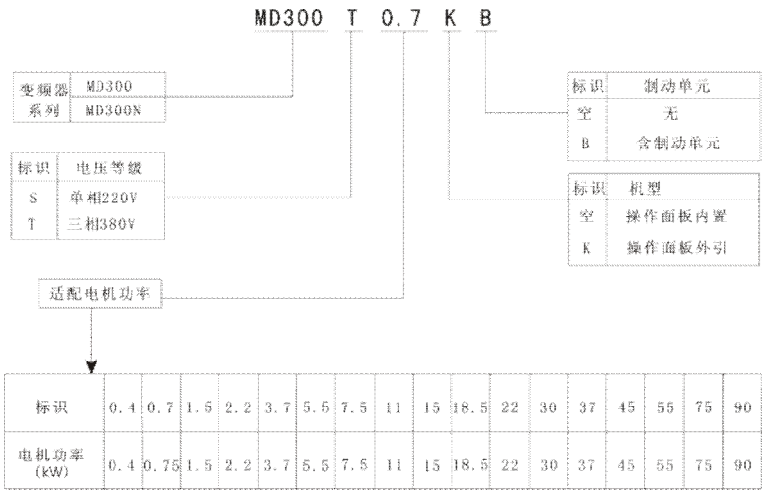 MD300 T 0.7 K B
变频器 MD300
系列 MD300N
标识 制动单元
空 无
B 含制动单元
标识 电压等级
S 单相220V
T 三相380V
标识 机型
空 操作面板内置
K 操作面板外引
适配电机功率
标识 0.4 0.7 1.5 2.2 3.7 5.5 7.5 11 15 18.5 22 30 37 45 55 75 90
电机功率
(kW) 0.4 0.75 1.5 2.2 3.7 5.5 7.5 11 15 18.5 22 30 37 45 55 75 90